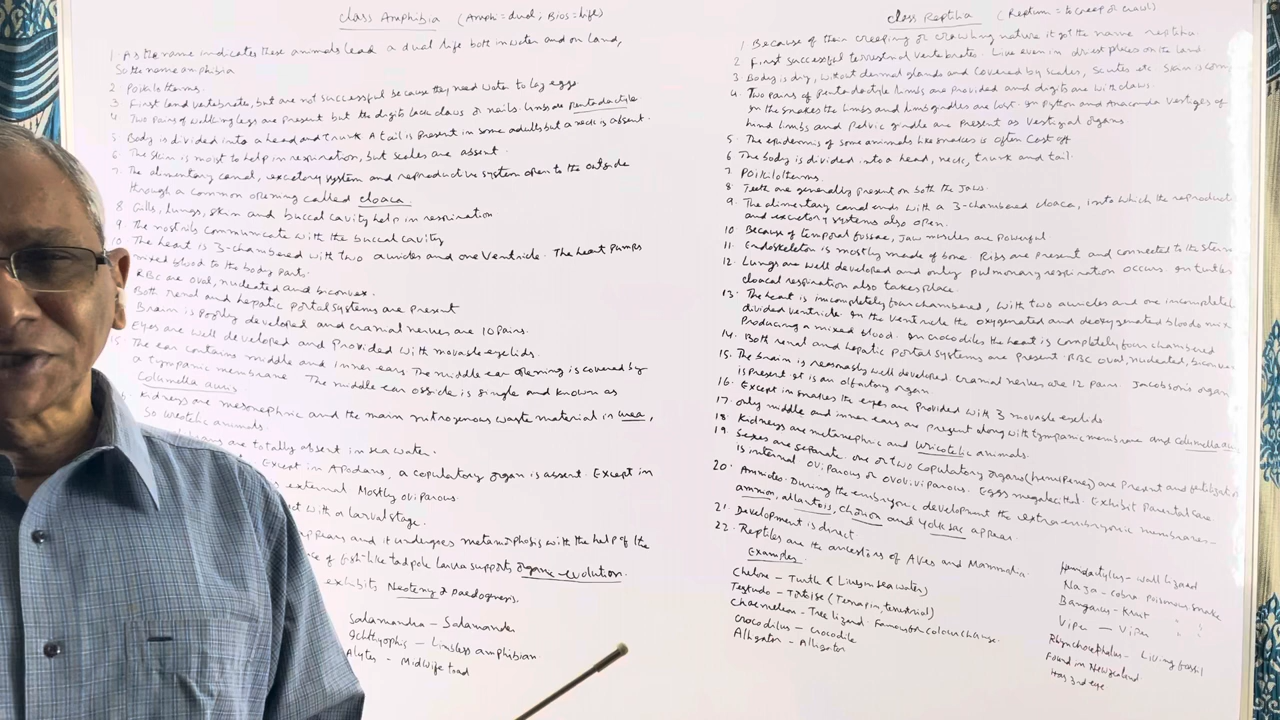 class Amphibia (Amphi = dual; Bios = life)
1. As the name indicates these animals lead a dual life both in water and on land,
So the name amphibia
2. Poikilotherms.
3 First land vertebrates, but are not successful because they need water to lay eggs.
4 Two pairs of walking legs are present but the digits lack claws or nails limbs are pentadactyle
5 Body is divided into a head and trunk A tail is present in some adults but a neck is absent.
6 The skin is moist to help in respiration, but scales are absent.
7. The alimentary canal, excretory system and reproductive system open to the outside
through a common opening called cloaca
8 Gills, lungs, skin and buccal cavity help in respiration
9 The nostrils communicate with the buccal cavity
10. The heart is 3-chambered with two auricles and one ventricle. The heart pumps
mixed blood to the body parts.
RBC are oval, nucleated and biconvex.
Both renal and hepatic portal systems are present
Brain is poorly developed and cranial nerves are 10 pairs.
Eyes are well developed and provided with movable eyelids.
15. The ear contains middle and inner ears The middle ear opening is covered by
a tympanic membrane The middle ear ossicle is single and known as
Columella auris
Kidneys are mesonephric and the main nitrogenous waste material in urea,
So ureotelic animals.
are totally absent in sea water.
Except in Apodans, a copulatory organ is absent. Except in
external Mostly oviparous.
with a larval stage.
appears and it undergoes metamorphosis with the help of the
of fish-like tadpole larva supports organic-evolution.
exhibits Neotemy & paedogenesis.
Salamandra - Salamander
Ichthyophis - Limbless amphibian
Alytes - Midwife toad
class Reptilia (Reptum = to creep or crawl)
1 Because of their creeping or crawling nature it got the name reptilia.
2 First successful terrestrial vertebrates. Live even in driest places on the land.
3 Body is dry, without dermal glands and covered by scales, Scutes etc Skin is
4. Two pairs of pentadactyle limbs are provided and digits are with claws.
In the snakes the limbs and limb girdles are lost. In Python and Anaconda vestiges of
hind limbs and Pelvic girdle are present as vestigial organs
5. The epidermis of some animals like snakes is often cast off
6 The body is divided into a head, neck, trunk and tail.
7. Poikilotherms.
8 Teeth are generally present on both the Jaws.
9. The alimentary canal ends with a 3-chambered cloaca, into which the
and excretory systems also open.
10 Because of temporal fossae, Jaw muscles are powerful
11. Endoskeleton is mostly made of bone. Ribs are present and connected to the
12. Lungs are well developed and only pulmonary respiration occurs. In turtles
cloacal respiration also takes place.
13. The heart is incompletely four chambered, with two auricles and one
divided ventricle. In the ventricle the oxygenated and deoxygenated bloods mix
Producing a mixed blood. In crocodiles the heart is completely four chambered
14. Both renal and hepatic portal systems are present. RBC oval, nucleated,
15. The brain is reasonably well developed cranial nerves are 12 pairs. Jacobson's organ
is present It is an olfactory organ.
16. Except in snakes the eyes are provided with 3 movable eyelids
17. Only middle and inner ears are present along with tympanic membrane and Columella
18 Kidneys are metanephric and Uricotelic animals.
19 Sexes are separate. One or two copulatory organs (hemipenes) are present and
is internal oviparous or ovoviviparous. Eggs megalecithal. Exhibit Parental care.
20. Amniotes. During the embryonic development the extraembryonic membranes -
amnion, allantois, chorion and Yolk sac appear.
21. Development is direct
22. Reptiles are the ancestors of Aves and Mammalia
Examples
Chelone - Turtle (Lives in sea water)
Testudo - Tortoise (Terrapin, terrestrial)
Chaemeleon - Tree lizard. Famous for colour change.
Crocodilus - Crocodile
Alligator - Alligator
Hemidactylus - wall lizard
Naja - cobra Poisonous snake
Bangarus - Krait " "
Viper - Viper " "
Rhynchocephalus - Living fossil
Found in Newzealand
Has 3rd eye